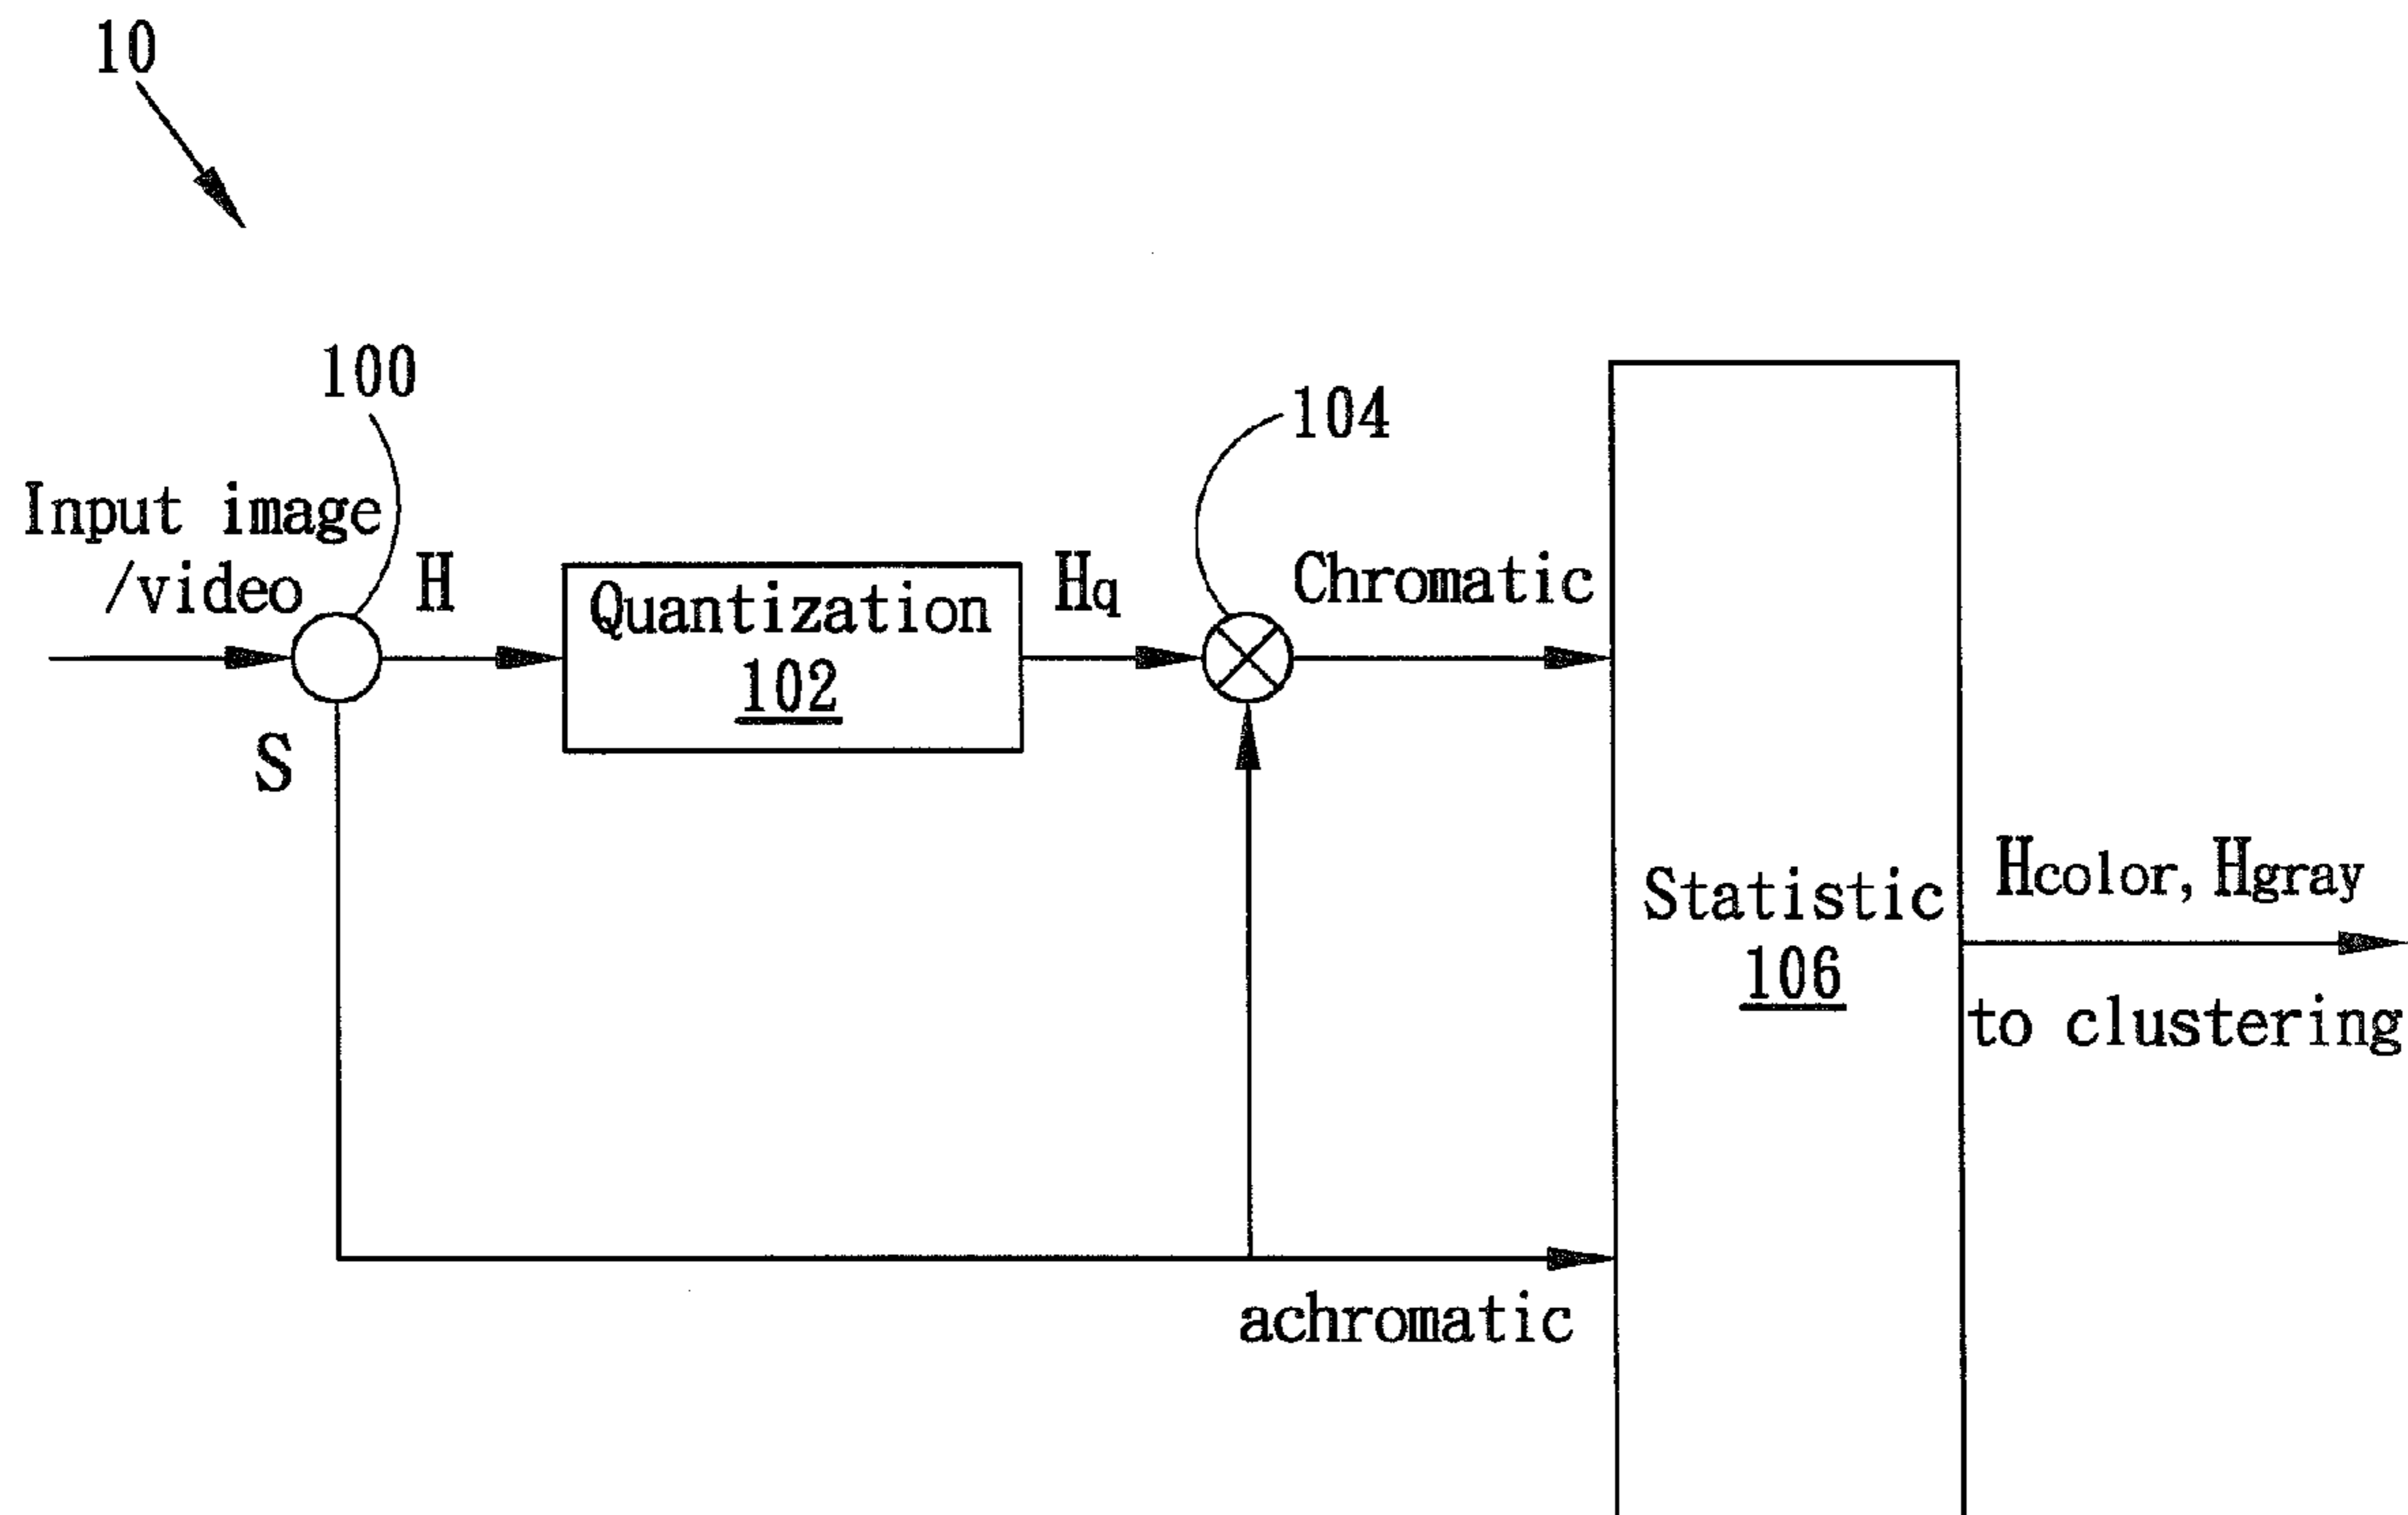 10
100
104
Input image
/video
H
Quantization
102
Hq
Chromatic
S
Statistic
106
Hcolor, Hgray
to clustering
achromatic